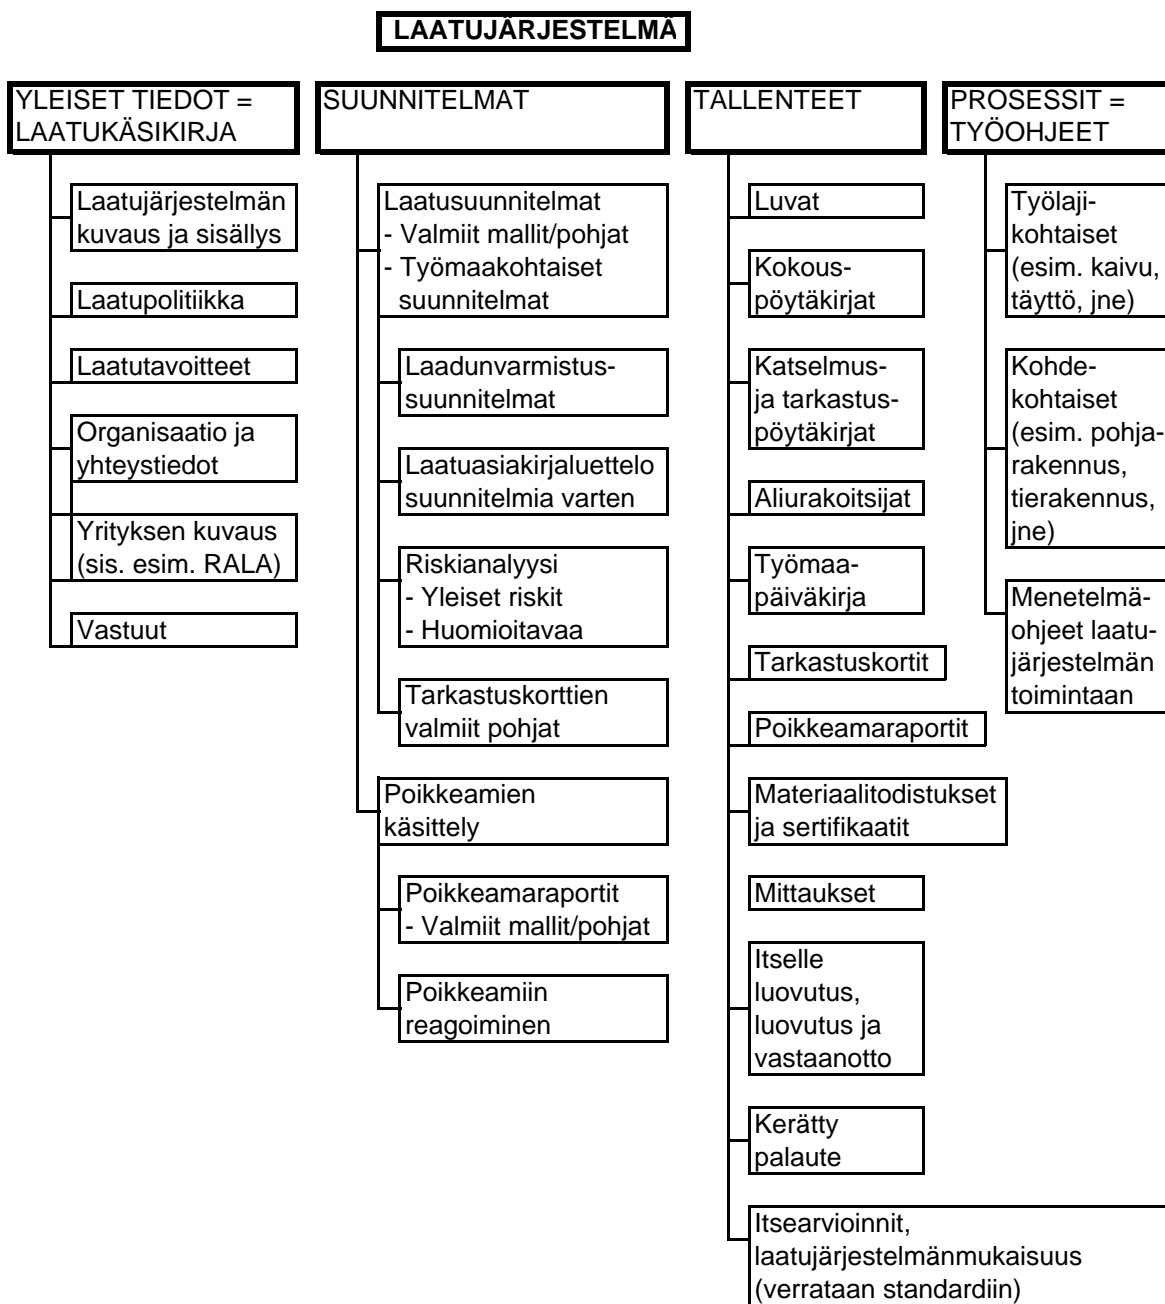 LAATUJÄRJESTELMÄ
YLEISET TIEDOT =
LAATUKÄSIKIRJA
Laatujärjestelmän
kuvaus ja sisällys
Laatupolitiikka
Laatutavoitteet
Organisaatio ja
yhteystiedot
Yrityksen kuvaus
(sis. esim. RALA)
Vastuut
SUUNNITELMAT
Laatusuunnitelmat
- Valmiit mallit/pohjat
- Työmaakohtaiset
suunnitelmat
Laadunvarmistus-
suunnitelmat
Laatuasiakirjaluettelo
suunnitelmia varten
Riskianalyysi
- Yleiset riskit
- Huomioitavaa
Tarkastuskorttien
valmiit pohjat
Poikkeamien
käsittely
Poikkeamaraportit
- Valmiit mallit/pohjat
Poikkeamiin
reagoiminen
TALLENTEET
Luvat
Kokous-
pöytäkirjat
Katselmus-
ja tarkastus-
pöytäkirjat
Aliurakoitsijat
Työmaa-
päiväkirja
Tarkastuskortit
Poikkeamaraportit
Materiaalitodistukset
ja sertifikaatit
Mittaukset
Itselle
luovutus,
luovutus ja
vastaanotto
Kerätty
palaute
Itsearvioinnit,
laatujärjestelmänmukaisuus
(verrataan standardiin)
PROSESSIT =
TYÖOHJEET
Työlaji-
kohtaiset
(esim. kaivu,
täyttö, jne)
Kohde-
kohtaiset
(esim. pohja-
rakennus,
tierakennus,
jne)
Menetelmä-
ohjeet laatu-
järjestelmän
toimintaan